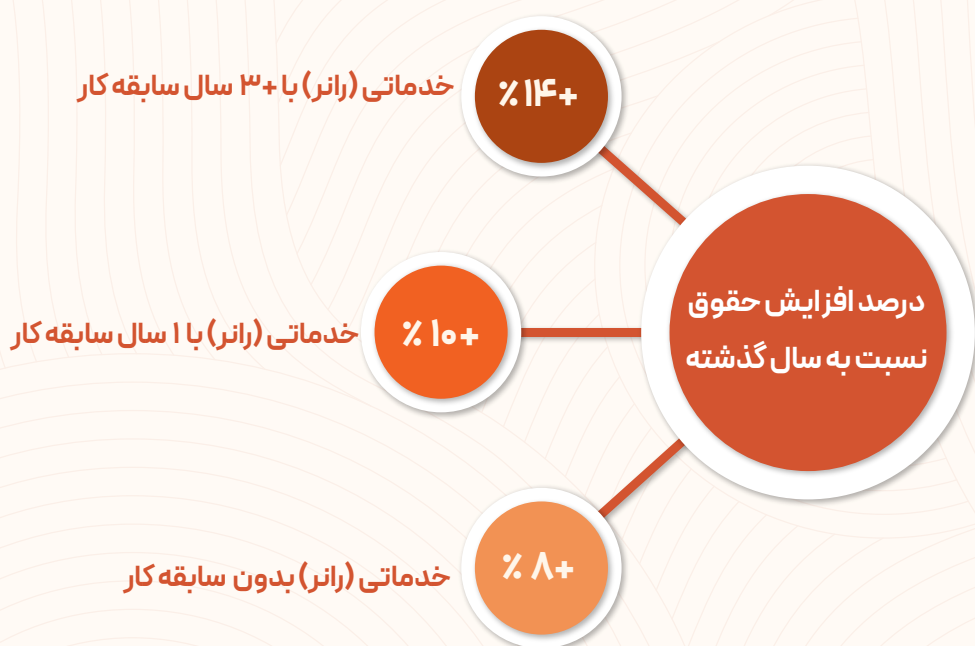 درصد افزایش حقوق
نسبت به سال گذشته
+۱۴ ٪
خدماتی (رانر) با +۳ سال سابقه کار
+۱۰ ٪
خدماتی (رانر) با ۱ سال سابقه کار
+۸ ٪
خدماتی (رانر) بدون سابقه کار